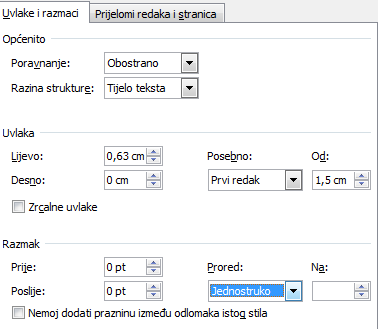 Uvlake i razmaci Prijelomi redaka i stranica
Općenito
Poravnanje: Obostrano
Razina strukture: Tijelo teksta
Uvlaka
Lijevo: 0,63 cm Posebno: Od:
Desno: 0 cm Prvi redak 1,5 cm
Zrcalne uvlake
Razmak
Prije: 0 pt Prored: Na:
Poslije: 0 pt Jednostruko
Nemoj dodati prazninu između odlomaka istog stila